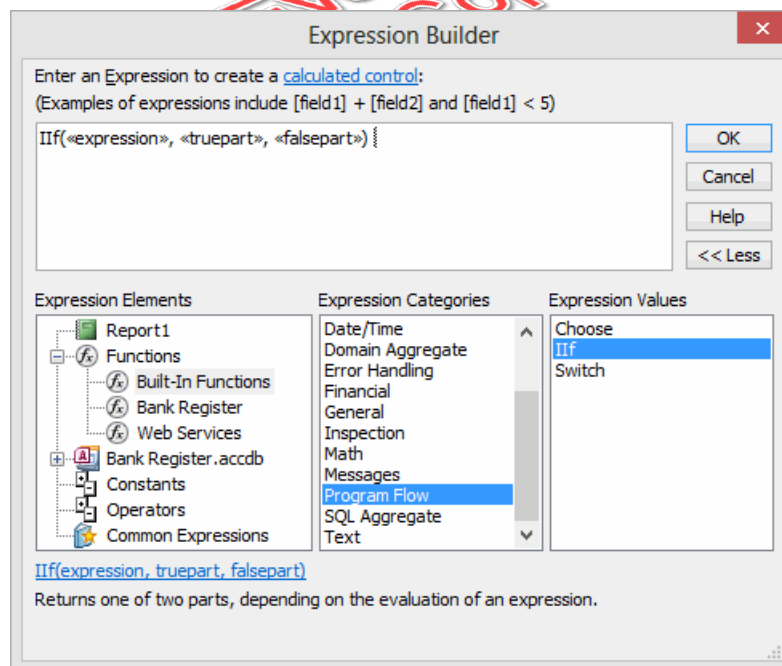 Expression Builder
Enter an Expression to create a calculated control:
(Examples of expressions include [field1] + [field2] and [field1] < 5)
IIf(«expression», «truepart», «falsepart»)
OK
Cancel
Help
<< Less
Expression Elements
Report1
Functions
Built-In Functions
Bank Register
Web Services
Bank Register.accdb
Constants
Operators
Common Expressions
Expression Categories
Date/Time
Domain Aggregate
Error Handling
Financial
General
Inspection
Math
Messages
Program Flow
SQL Aggregate
Text
Expression Values
Choose
IIf
Switch
IIf(expression, truepart, falsepart)
Returns one of two parts, depending on the evaluation of an expression.